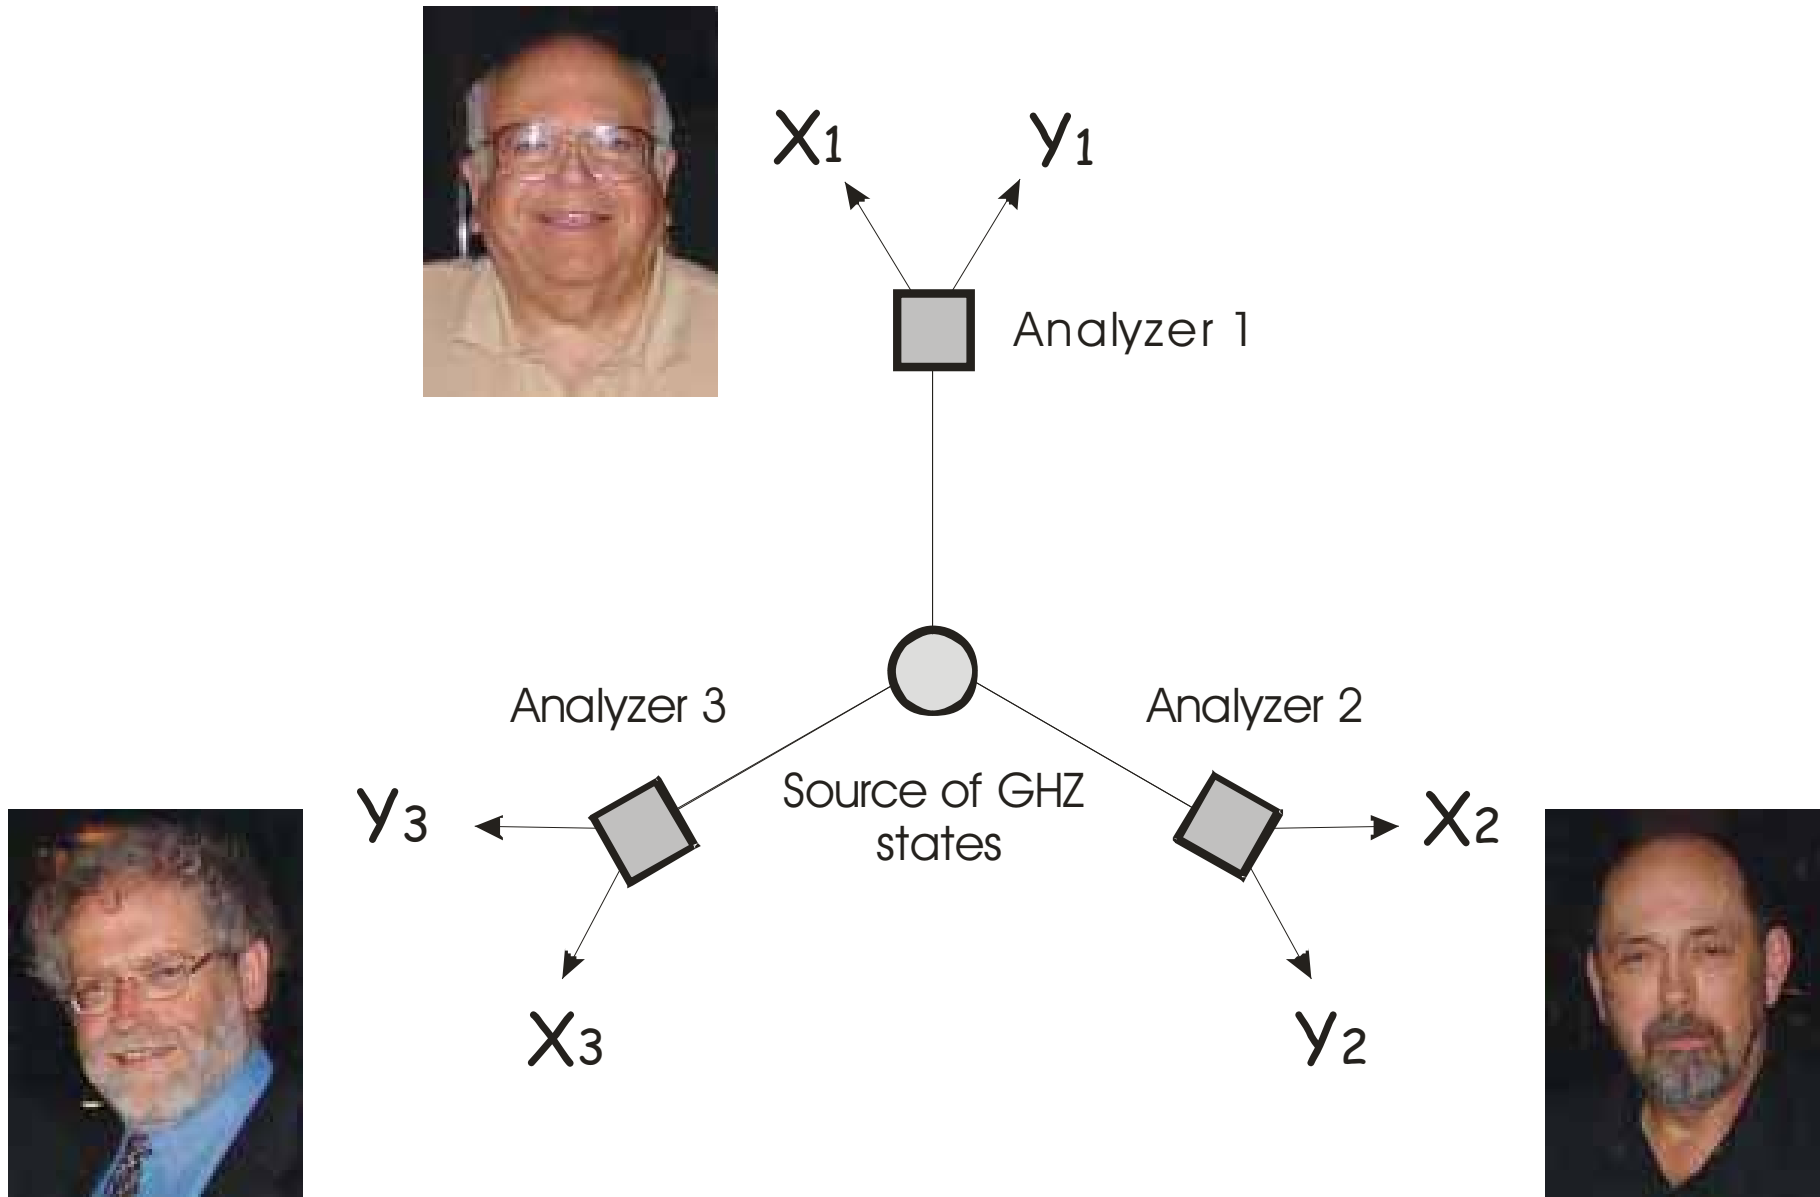 X1
Y1
Analyzer 1
Analyzer 3
Analyzer 2
Source of GHZ
states
Y3
X2
X3
Y2